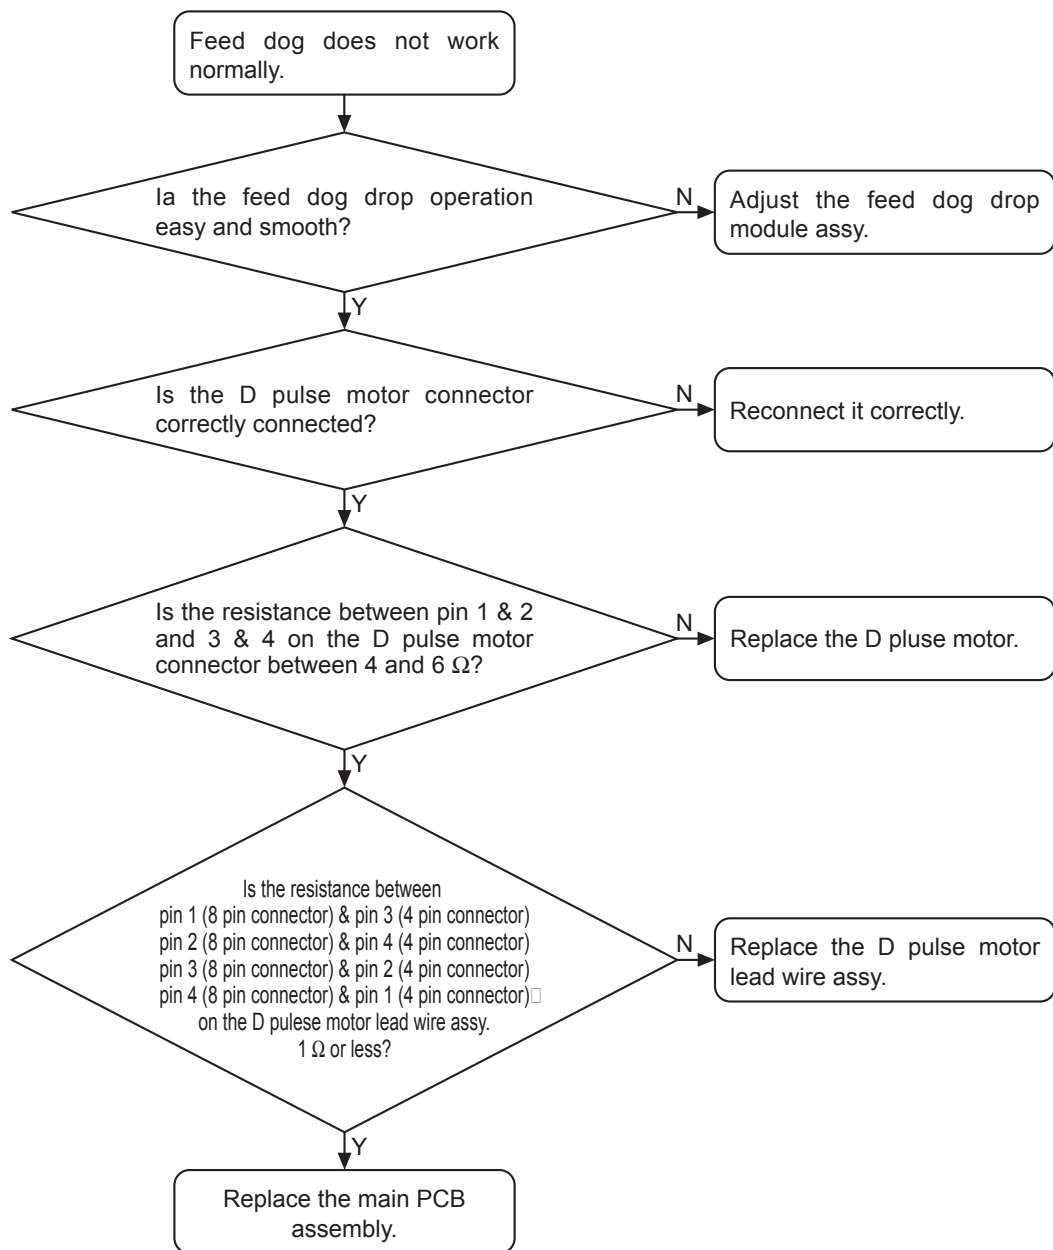 Feed dog does not work
normally.
Ia the feed dog drop operation
easy and smooth?
N
Adjust the feed dog drop
module assy.
Y
Is the D pulse motor connector
correctly connected?
N
Reconnect it correctly.
Y
Is the resistance between pin 1 & 2
and 3 & 4 on the D pulse motor
connector between 4 and 6 Ω?
N
Replace the D pluse motor.
Y
Is the resistance between
pin 1 (8 pin connector) & pin 3 (4 pin connector)
pin 2 (8 pin connector) & pin 4 (4 pin connector)
pin 3 (8 pin connector) & pin 2 (4 pin connector)
pin 4 (8 pin connector) & pin 1 (4 pin connector)□
on the D pulese motor lead wire assy.
1 Ω or less?
N
Replace the D pulse motor
lead wire assy.
Y
Replace the main PCB
assembly.